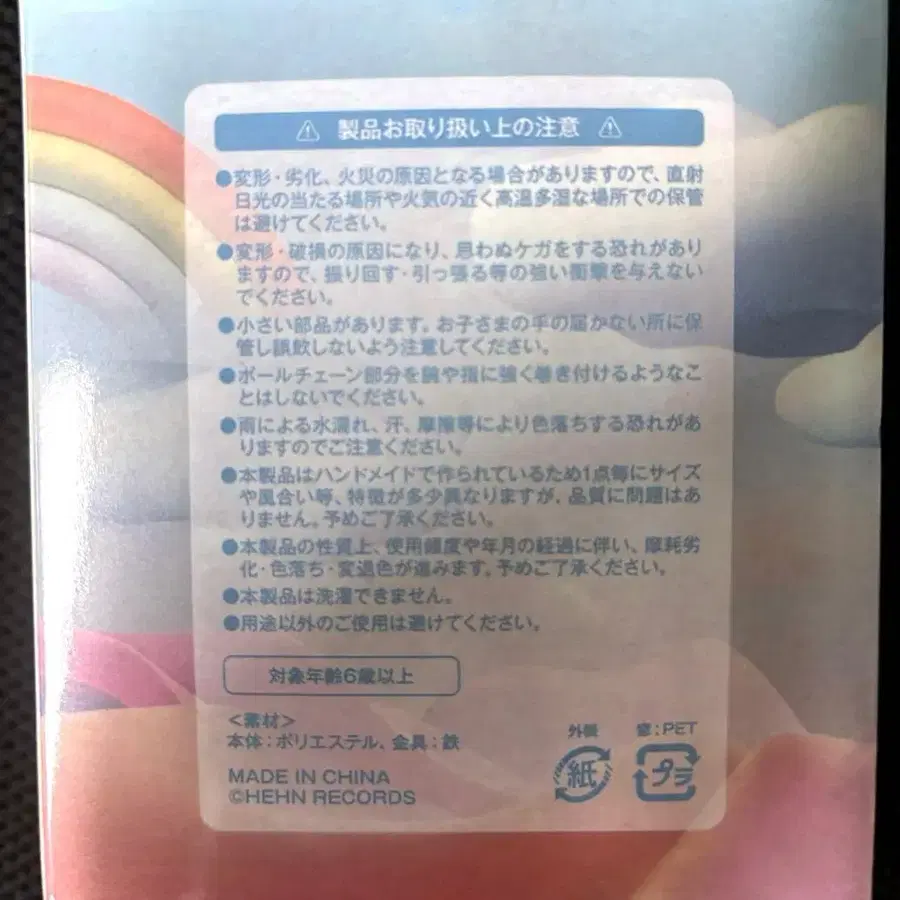 ⚠ 製品お取り扱い上の注意 ⚠
●変形・劣化、火災の原因となる場合がありますので、直射
日光の当たる場所や火気の近く高温多湿な場所での保管
は避けてください。
●変形・破損の原因になり、思わぬケガをする恐れがあり
ますので、振り回す・引っ張る等の強い衝撃を与えない
でください。
●小さい部品があります。お子さまの手の届かない所に保
管し誤飲しないよう注意してください。
●ボールチェーン部分を腕や指に強く巻き付けるようなこ
とはしないでください。
●雨による水濡れ、汗、摩擦等により色落ちする恐れがあ
りますのでご注意ください。
●本製品はハンドメイドで作られているため1点毎にサイズ
や風合い等、特徴が多少異なりますが、品質に問題はあ
りません。予めご了承ください。
●本製品の性質上、使用頻度や年月の経過に伴い、摩耗劣
化・色落ち・変退色が進みます。予めご了承ください。
●本製品は洗濯できません。
●用途以外のご使用は避けてください。
対象年齢6歳以上
＜素材＞
本体：ポリエステル、金具：鉄
MADE IN CHINA
©HEHN RECORDS
外装 窓：PET
紙 プラ